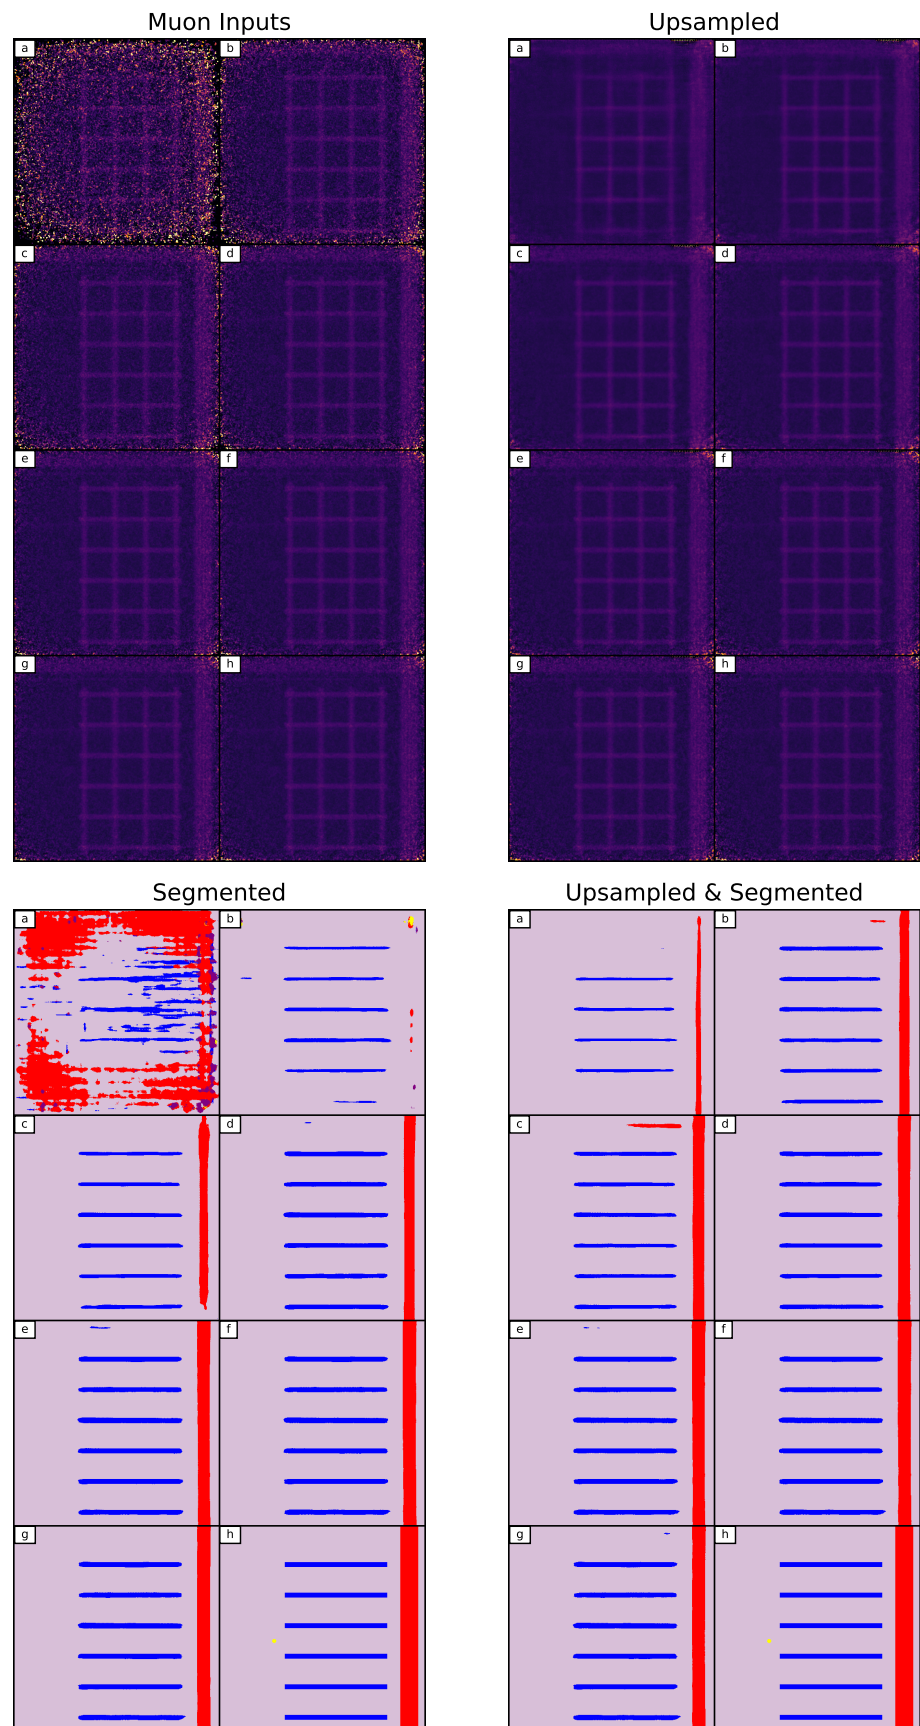 Muon Inputs
Upsampled
a b
a b
c d
c d
e f
e f
g h
g h
Segmented
Upsampled & Segmented
a b
a b
c d
c d
e f
e f
g h
g h